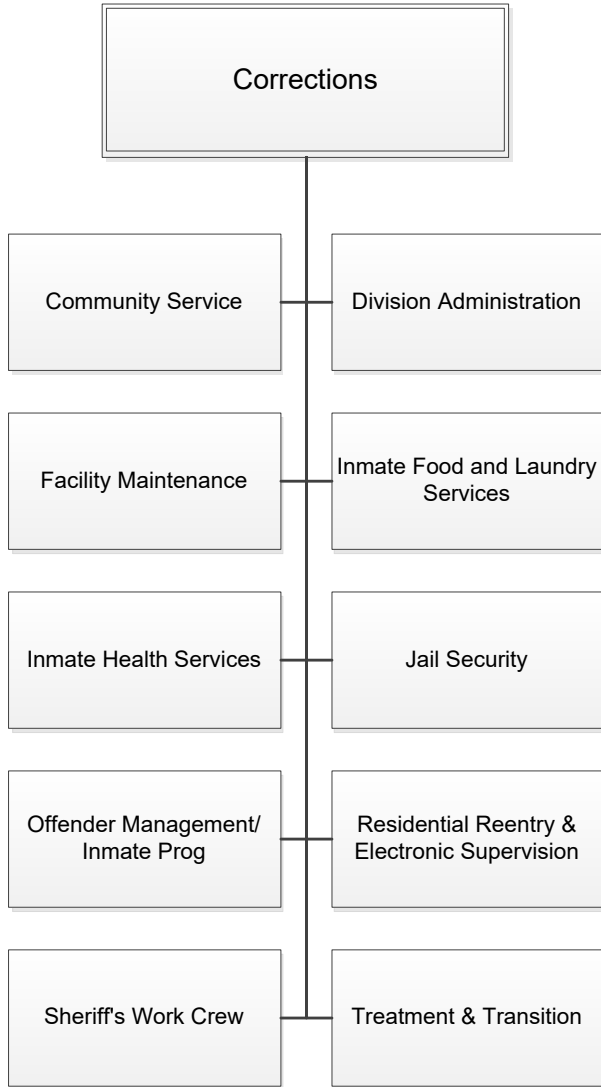 Corrections
Community Service
Division Administration
Facility Maintenance
Inmate Food and Laundry
Services
Inmate Health Services
Jail Security
Offender Management/
Inmate Prog
Residential Reentry &
Electronic Supervision
Sheriff's Work Crew
Treatment & Transition